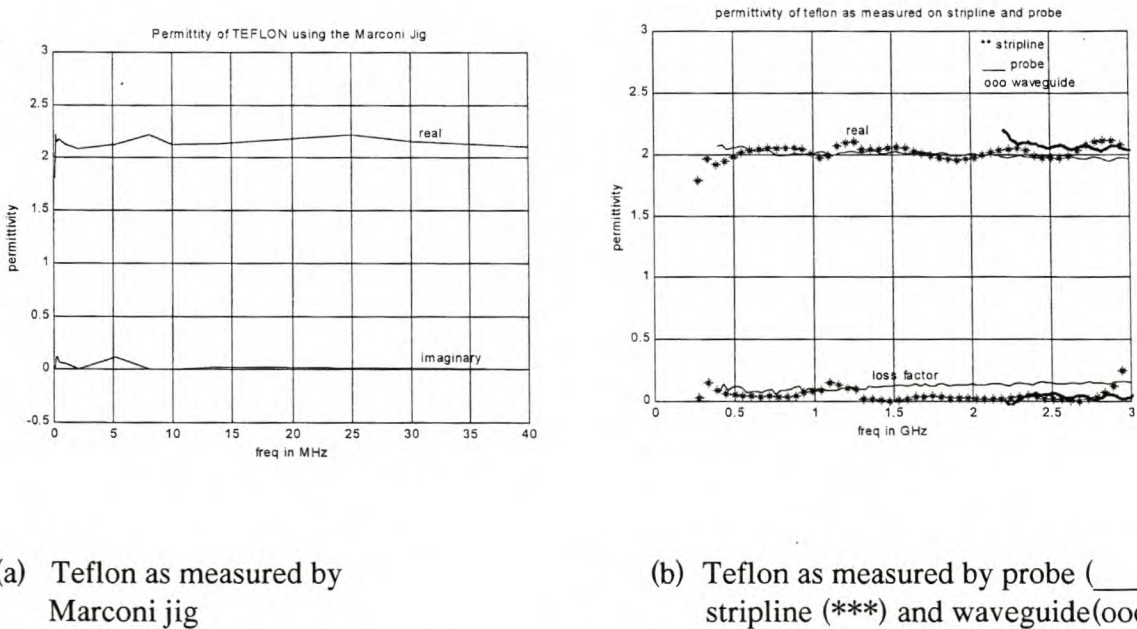 Permittity of TEFLON using the Marconi Jig
3
2.5
2
1.5
1
0.5
0
-0.5
permittivity
real
imaginary
0 5 10 15 20 25 30 35 40
freq in MHz
permittivity of teflon as measured on stripline and probe
3
2.5
2
1
0.5
0
permittivity
** stripline
___ probe
ooo waveguide
real
loss factor
0 0.5 1 1.5 2 2.5 3
freq in GHz
(a) Teflon as measured by
Marconi jig
(b) Teflon as measured by probe (___
stripline (***) and waveguide(ooo